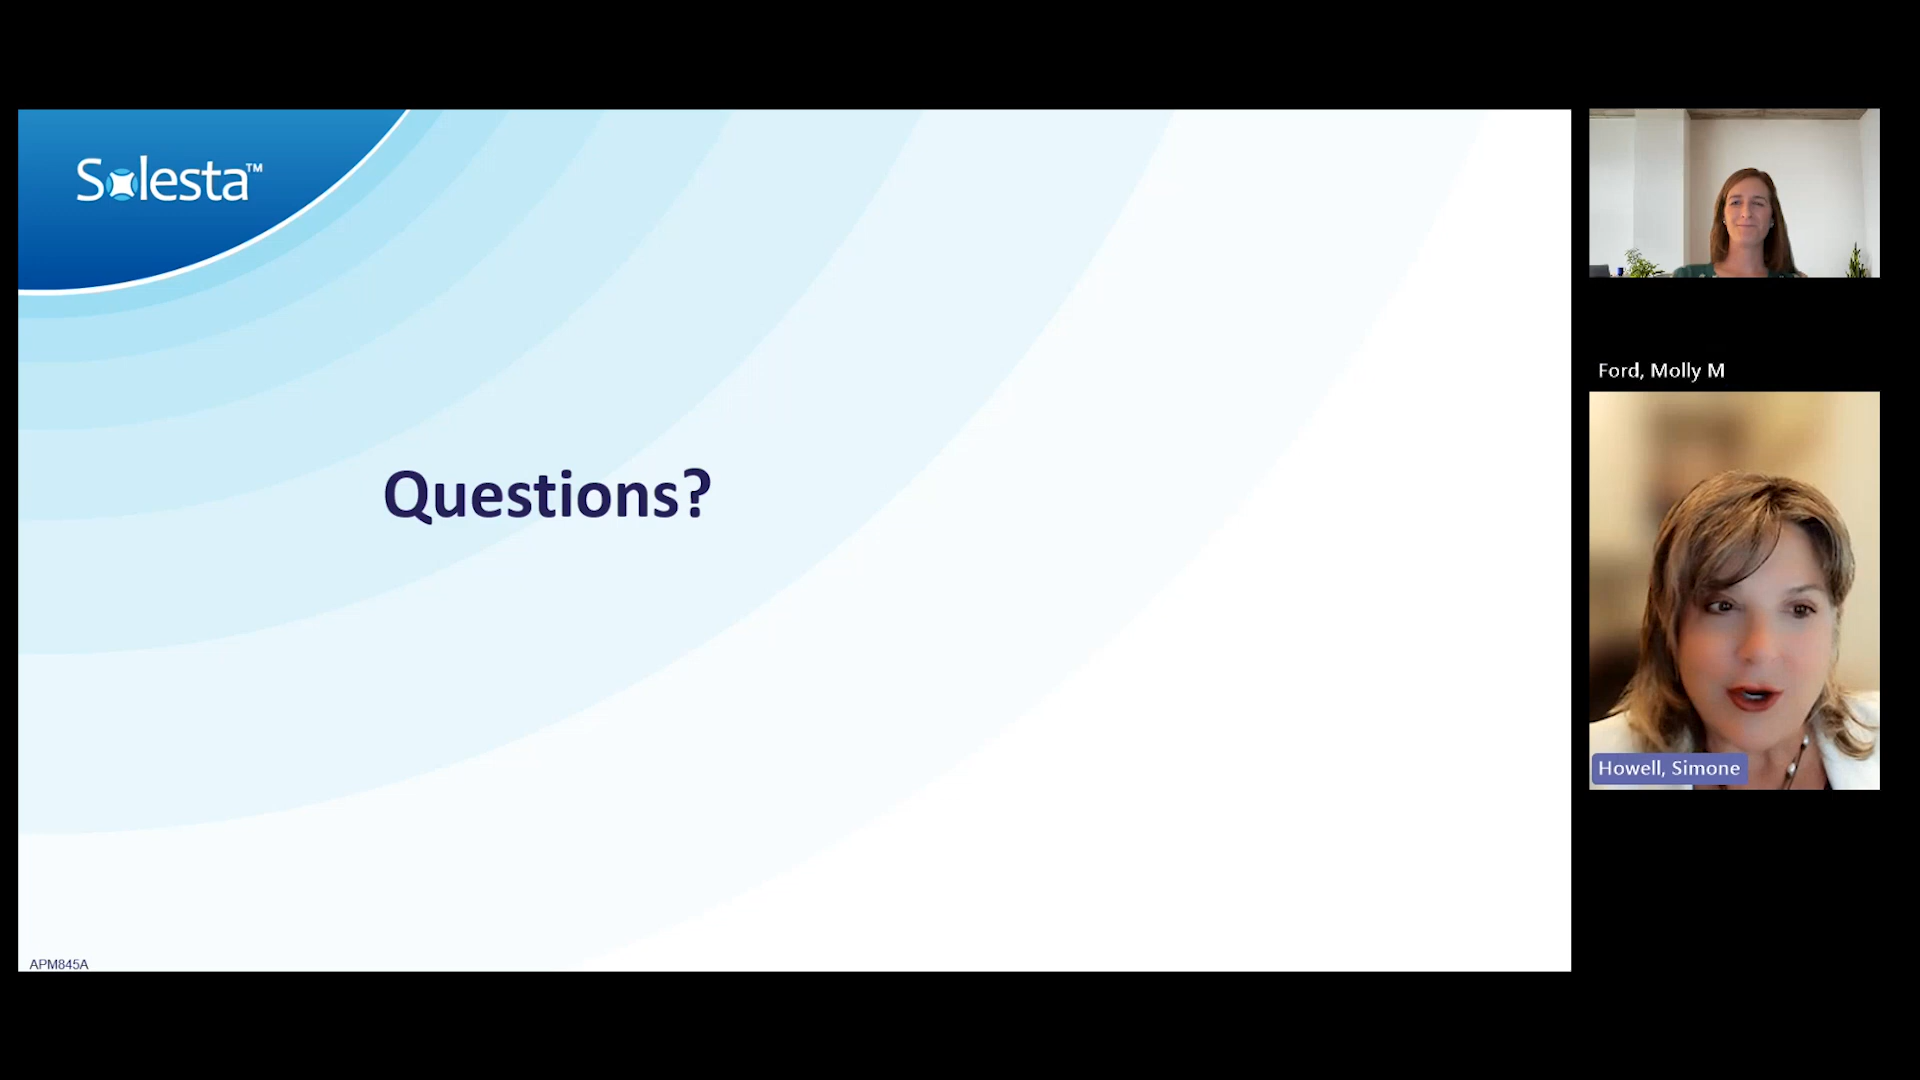 Solesta™
Questions?
APM845A
Ford, Molly M
Howell, Simone